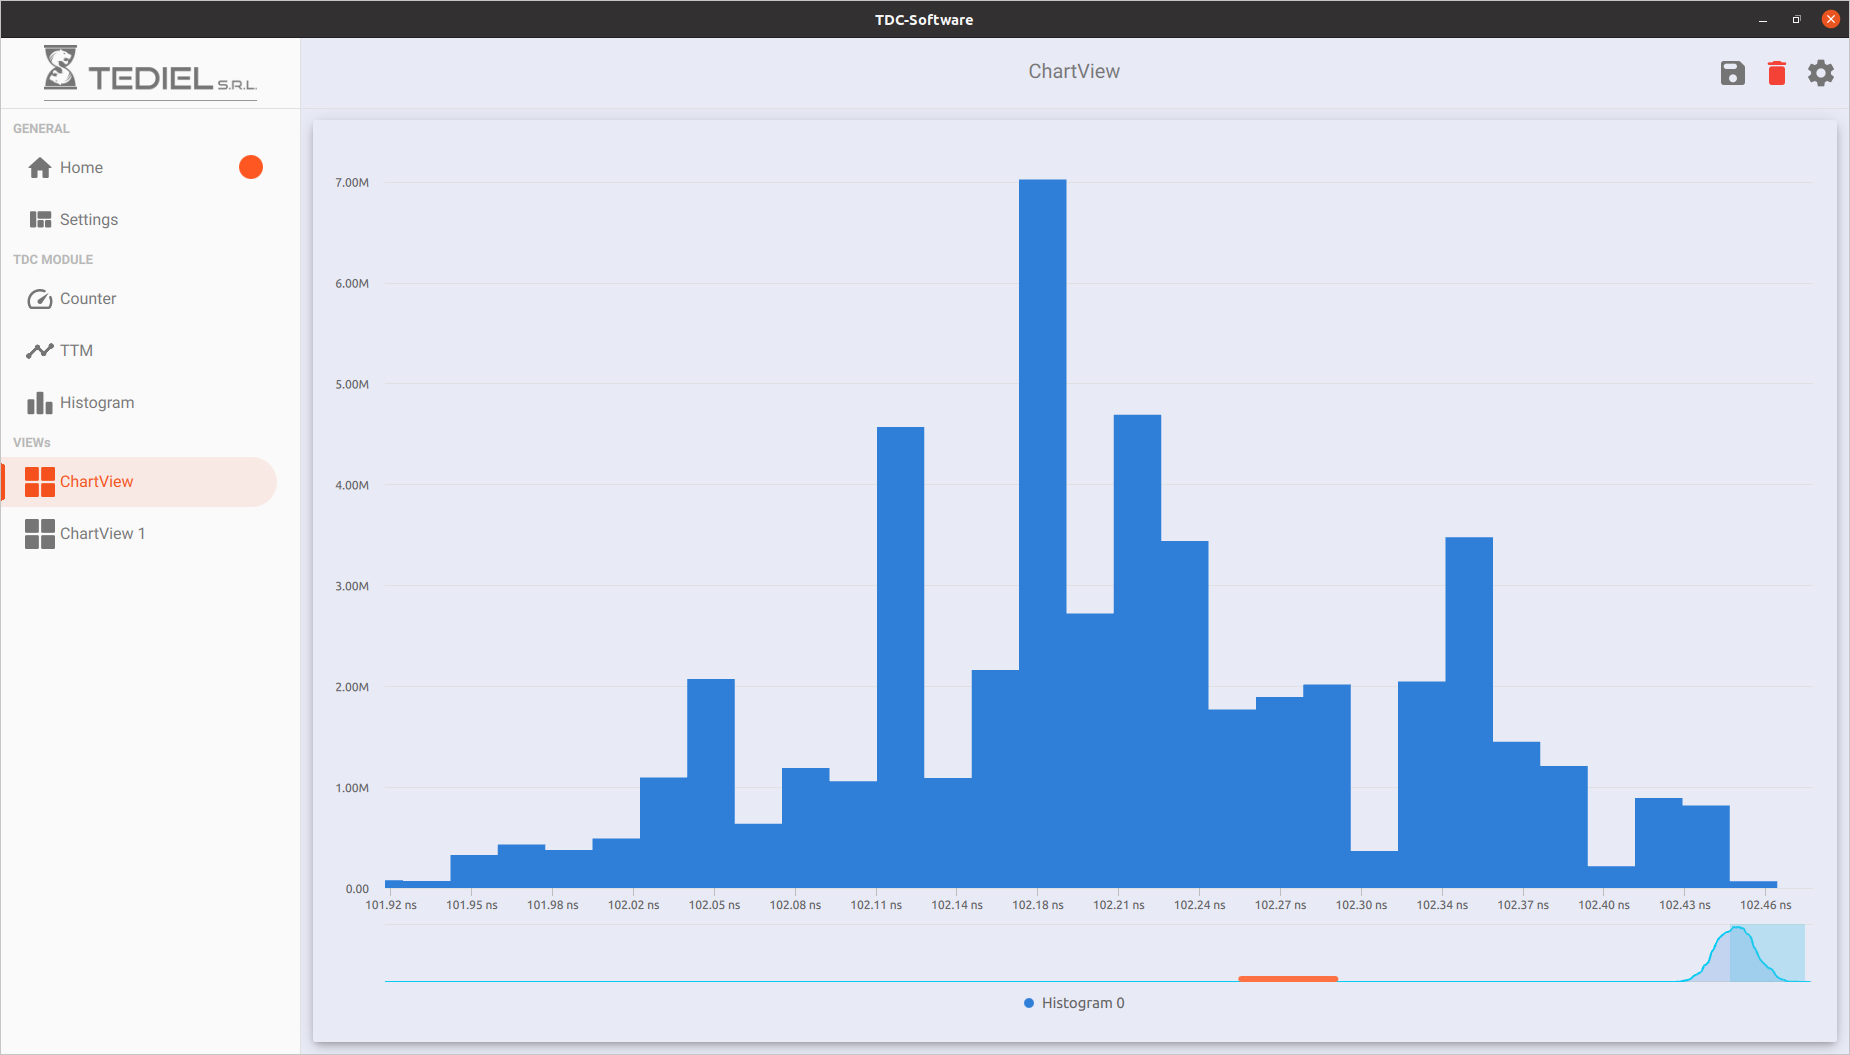 TDC-Software
TEDIEL S.R.L.
ChartView
GENERAL
Home
Settings
TDC MODULE
Counter
TTM
Histogram
VIEWs
ChartView
ChartView 1
7.00M
6.00M
5.00M
4.00M
3.00M
2.00M
1.00M
0.00
101.92 ns 101.95 ns 101.98 ns 102.02 ns 102.05 ns 102.08 ns 102.11 ns 102.14 ns 102.18 ns 102.21 ns 102.24 ns 102.27 ns 102.30 ns 102.34 ns 102.37 ns 102.40 ns 102.43 ns 102.46 ns
Histogram 0